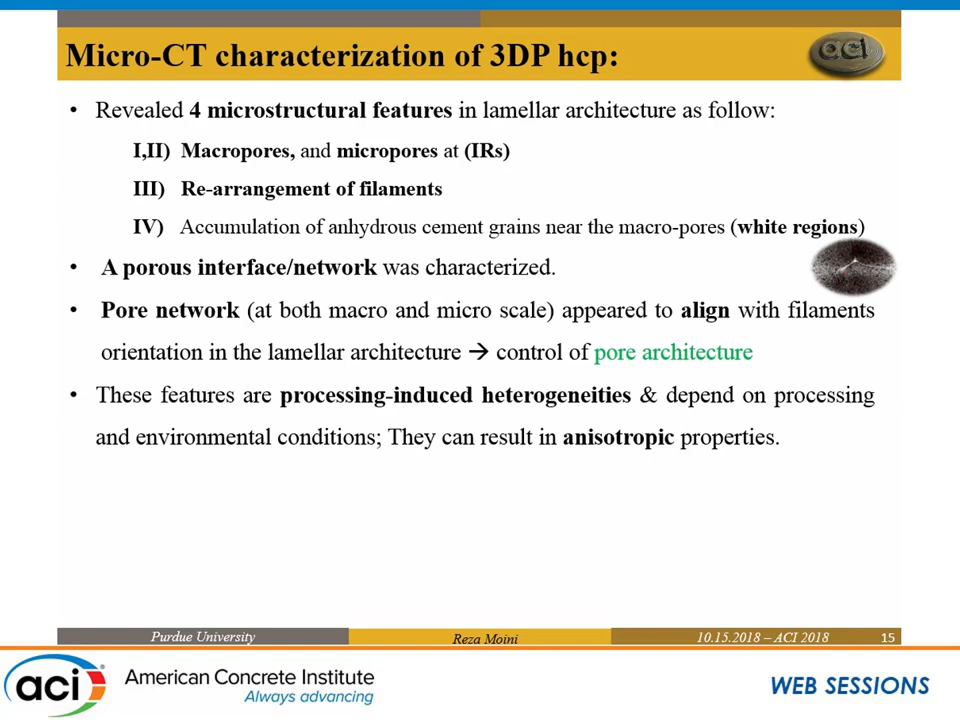 Micro-CT characterization of 3DP hcp:
aci
• Revealed 4 microstructural features in lamellar architecture as follow:
I,II) Macropores, and micropores at (IRs)
III) Re-arrangement of filaments
IV) Accumulation of anhydrous cement grains near the macro-pores (white regions)
• A porous interface/network was characterized.
• Pore network (at both macro and micro scale) appeared to align with filaments
orientation in the lamellar architecture → control of pore architecture
• These features are processing-induced heterogeneities & depend on processing
and environmental conditions; They can result in anisotropic properties.
Purdue University
Reza Moini
10.15.2018 – ACI 2018
15
aci
American Concrete Institute
Always advancing
WEB SESSIONS